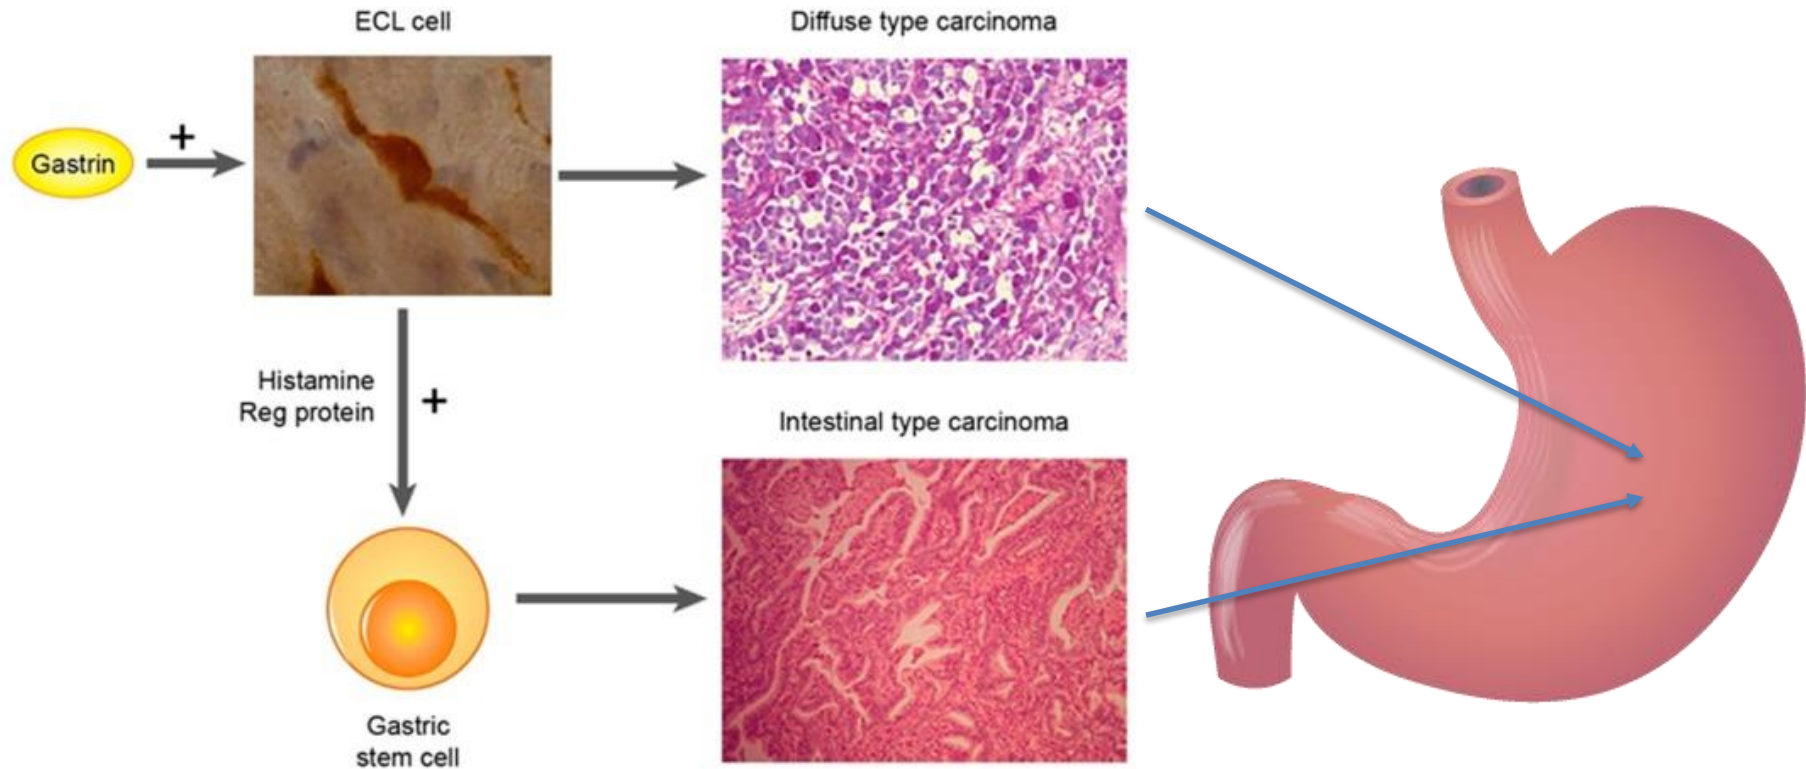 ECL cell
Diffuse type carcinoma
Gastrin
+
Histamine
Reg protein
+
Intestinal type carcinoma
Gastric
stem cell